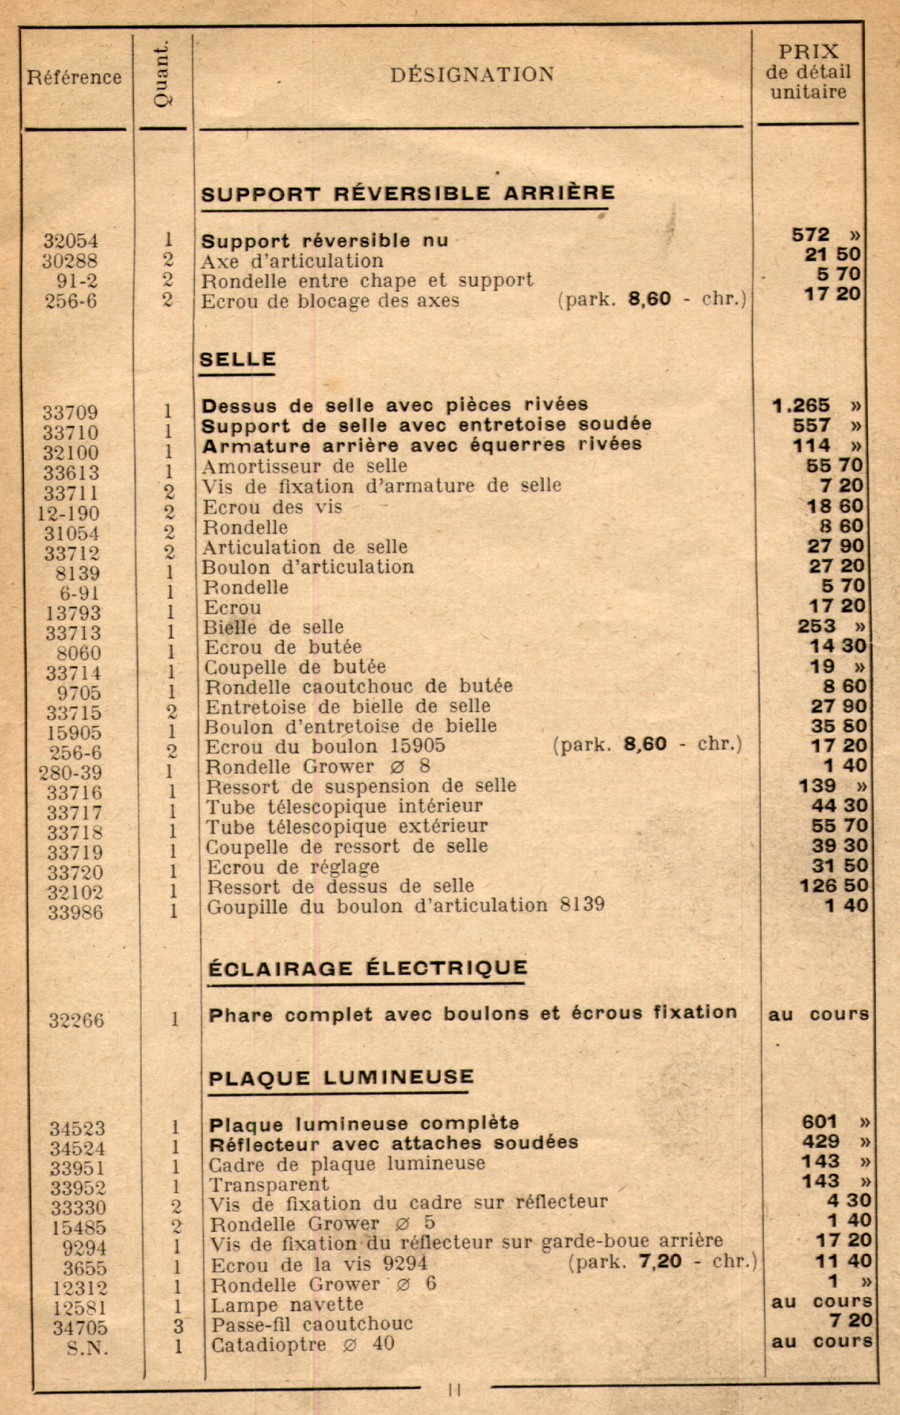 Référence Quant. DÉSIGNATION PRIX de détail unitaire
SUPPORT RÉVERSIBLE ARRIÈRE
32054 1 Support réversible nu 572 »
30288 2 Axe d'articulation 21 50
91-2 2 Rondelle entre chape et support 5 70
256-6 2 Ecrou de blocage des axes (park. 8,60 - chr.) 17 20
SELLE
33709 1 Dessus de selle avec pièces rivées 1.265 »
33710 1 Support de selle avec entretoise soudée 557 »
32100 1 Armature arrière avec équerres rivées 114 »
33613 1 Amortisseur de selle 55 70
33711 2 Vis de fixation d'armature de selle 7 20
12-190 2 Ecrou des vis 18 60
31054 2 Rondelle 8 60
33712 2 Articulation de selle 27 90
8139 1 Boulon d'articulation 27 20
6-91 1 Rondelle 5 70
13793 1 Ecrou 17 20
33713 1 Bielle de selle 253 »
8060 1 Ecrou de butée 14 30
33714 1 Coupelle de butée 19 »
9705 1 Rondelle caoutchouc de butée 8 60
33715 2 Entretoise de bielle de selle 27 90
15905 1 Boulon d'entretoise de bielle 35 80
256-6 2 Ecrou du boulon 15905 (park. 8,60 - chr.) 17 20
280-39 1 Rondelle Grower ∅ 8 1 40
33716 1 Ressort de suspension de selle 139 »
33717 1 Tube télescopique intérieur 44 30
33718 1 Tube télescopique extérieur 55 70
33719 1 Coupelle de ressort de selle 39 30
33720 1 Ecrou de réglage 31 50
32102 1 Ressort de dessus de selle 126 50
33986 1 Goupille du boulon d'articulation 8139 1 40
ÉCLAIRAGE ÉLECTRIQUE
32266 1 Phare complet avec boulons et écrous fixation au cours
PLAQUE LUMINEUSE
34523 1 Plaque lumineuse complète 601 »
34524 1 Réflecteur avec attaches soudées 429 »
33951 1 Cadre de plaque lumineuse 143 »
33952 1 Transparent 143 »
33330 2 Vis de fixation du cadre sur réflecteur 4 30
15485 2 Rondelle Grower ∅ 5 1 40
9294 1 Vis de fixation du réflecteur sur garde-boue arrière 17 20
3655 1 Ecrou de la vis 9294 (park. 7,20 - chr.) 11 40
12312 1 Rondelle Grower ∅ 6 1 »
12581 1 Lampe navette au cours
34705 3 Passe-fil caoutchouc 7 20
S.N. 1 Catadioptre ∅ 40 au cours
11